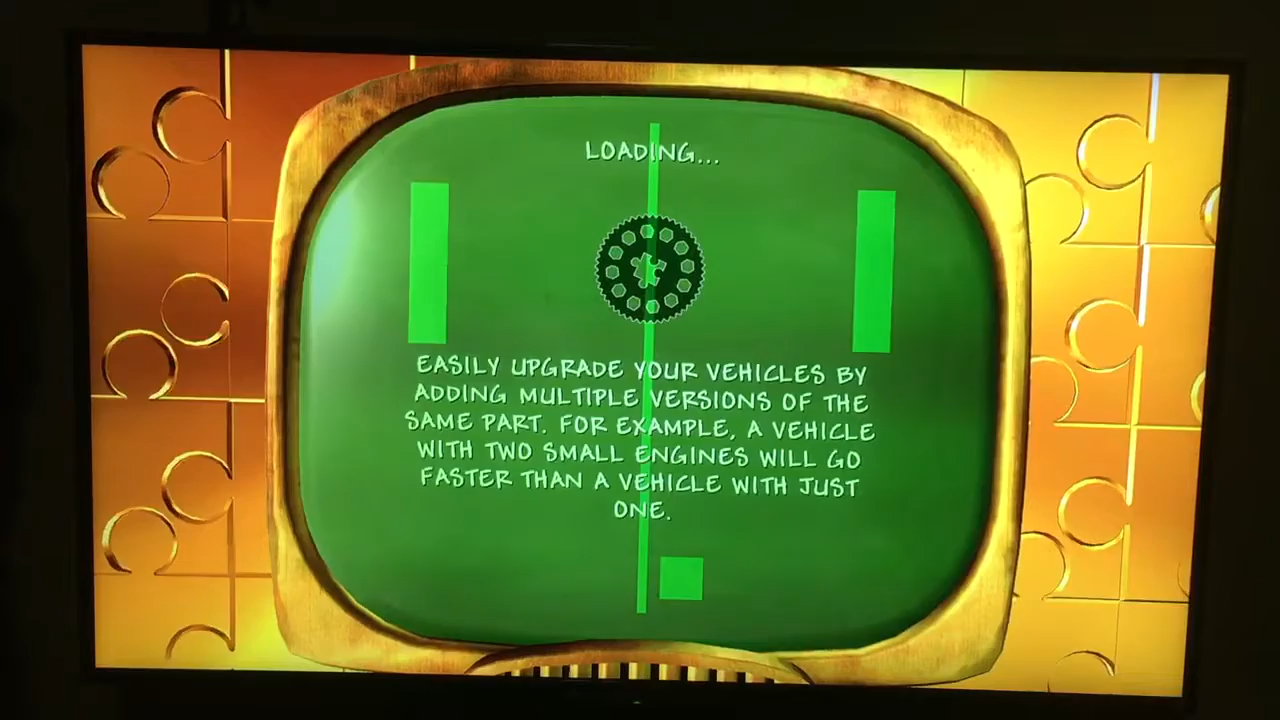 LOADING...
EASILY UPGRADE YOUR VEHICLES BY
ADDING MULTIPLE VERSIONS OF THE
SAME PART. FOR EXAMPLE, A VEHICLE
WITH TWO SMALL ENGINES WILL GO
FASTER THAN A VEHICLE WITH JUST
ONE.